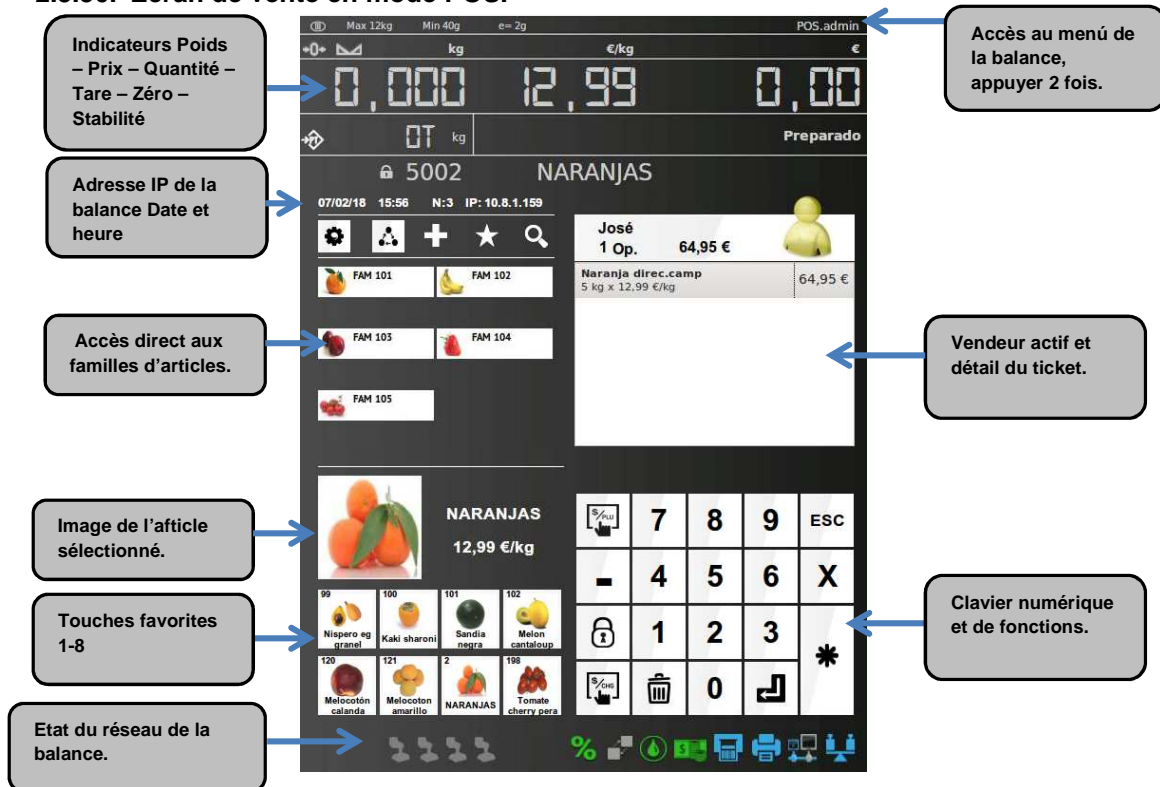 2.3.36. Ecran de vente en mode POS.
Indicateurs Poids
– Prix – Quantité –
Tare – Zéro –
Stabilité
Adresse IP de la
balance Date et
heure
Accès direct aux
familles d'articles.
Image de l'afticle
sélectionné.
Touches favorites
1-8
Etat du réseau de la
balance.
Max 12kg Min 40g e= 2g POS.admin
→0← kg €/kg €
0,000 12,99 0,00
0T kg Preparado
5002 NARANJAS
07/02/18 15:56 N:3 IP: 10.8.1.159
FAM 101 FAM 102
FAM 103 FAM 104
FAM 105
José
1 Op. 64,95 €
Naranja direc.camp
5 kg x 12,99 €/kg
64,95 €
NARANJAS
12,99 €/kg
99 100 101 102
Nispero eg granel Kaki sharoni Sandia negra Melon cantaloup
120 121 2 198
Melocotón calanda Melocoton amarillo NARANJAS Tomate cherry pera
S/PLU 7 8 9 ESC
- 4 5 6 X
1 2 3 *
S/CHG 0
% $
Accès au menú de
la balance,
appuyer 2 fois.
Vendeur actif et
détail du ticket.
Clavier numérique
et de fonctions.